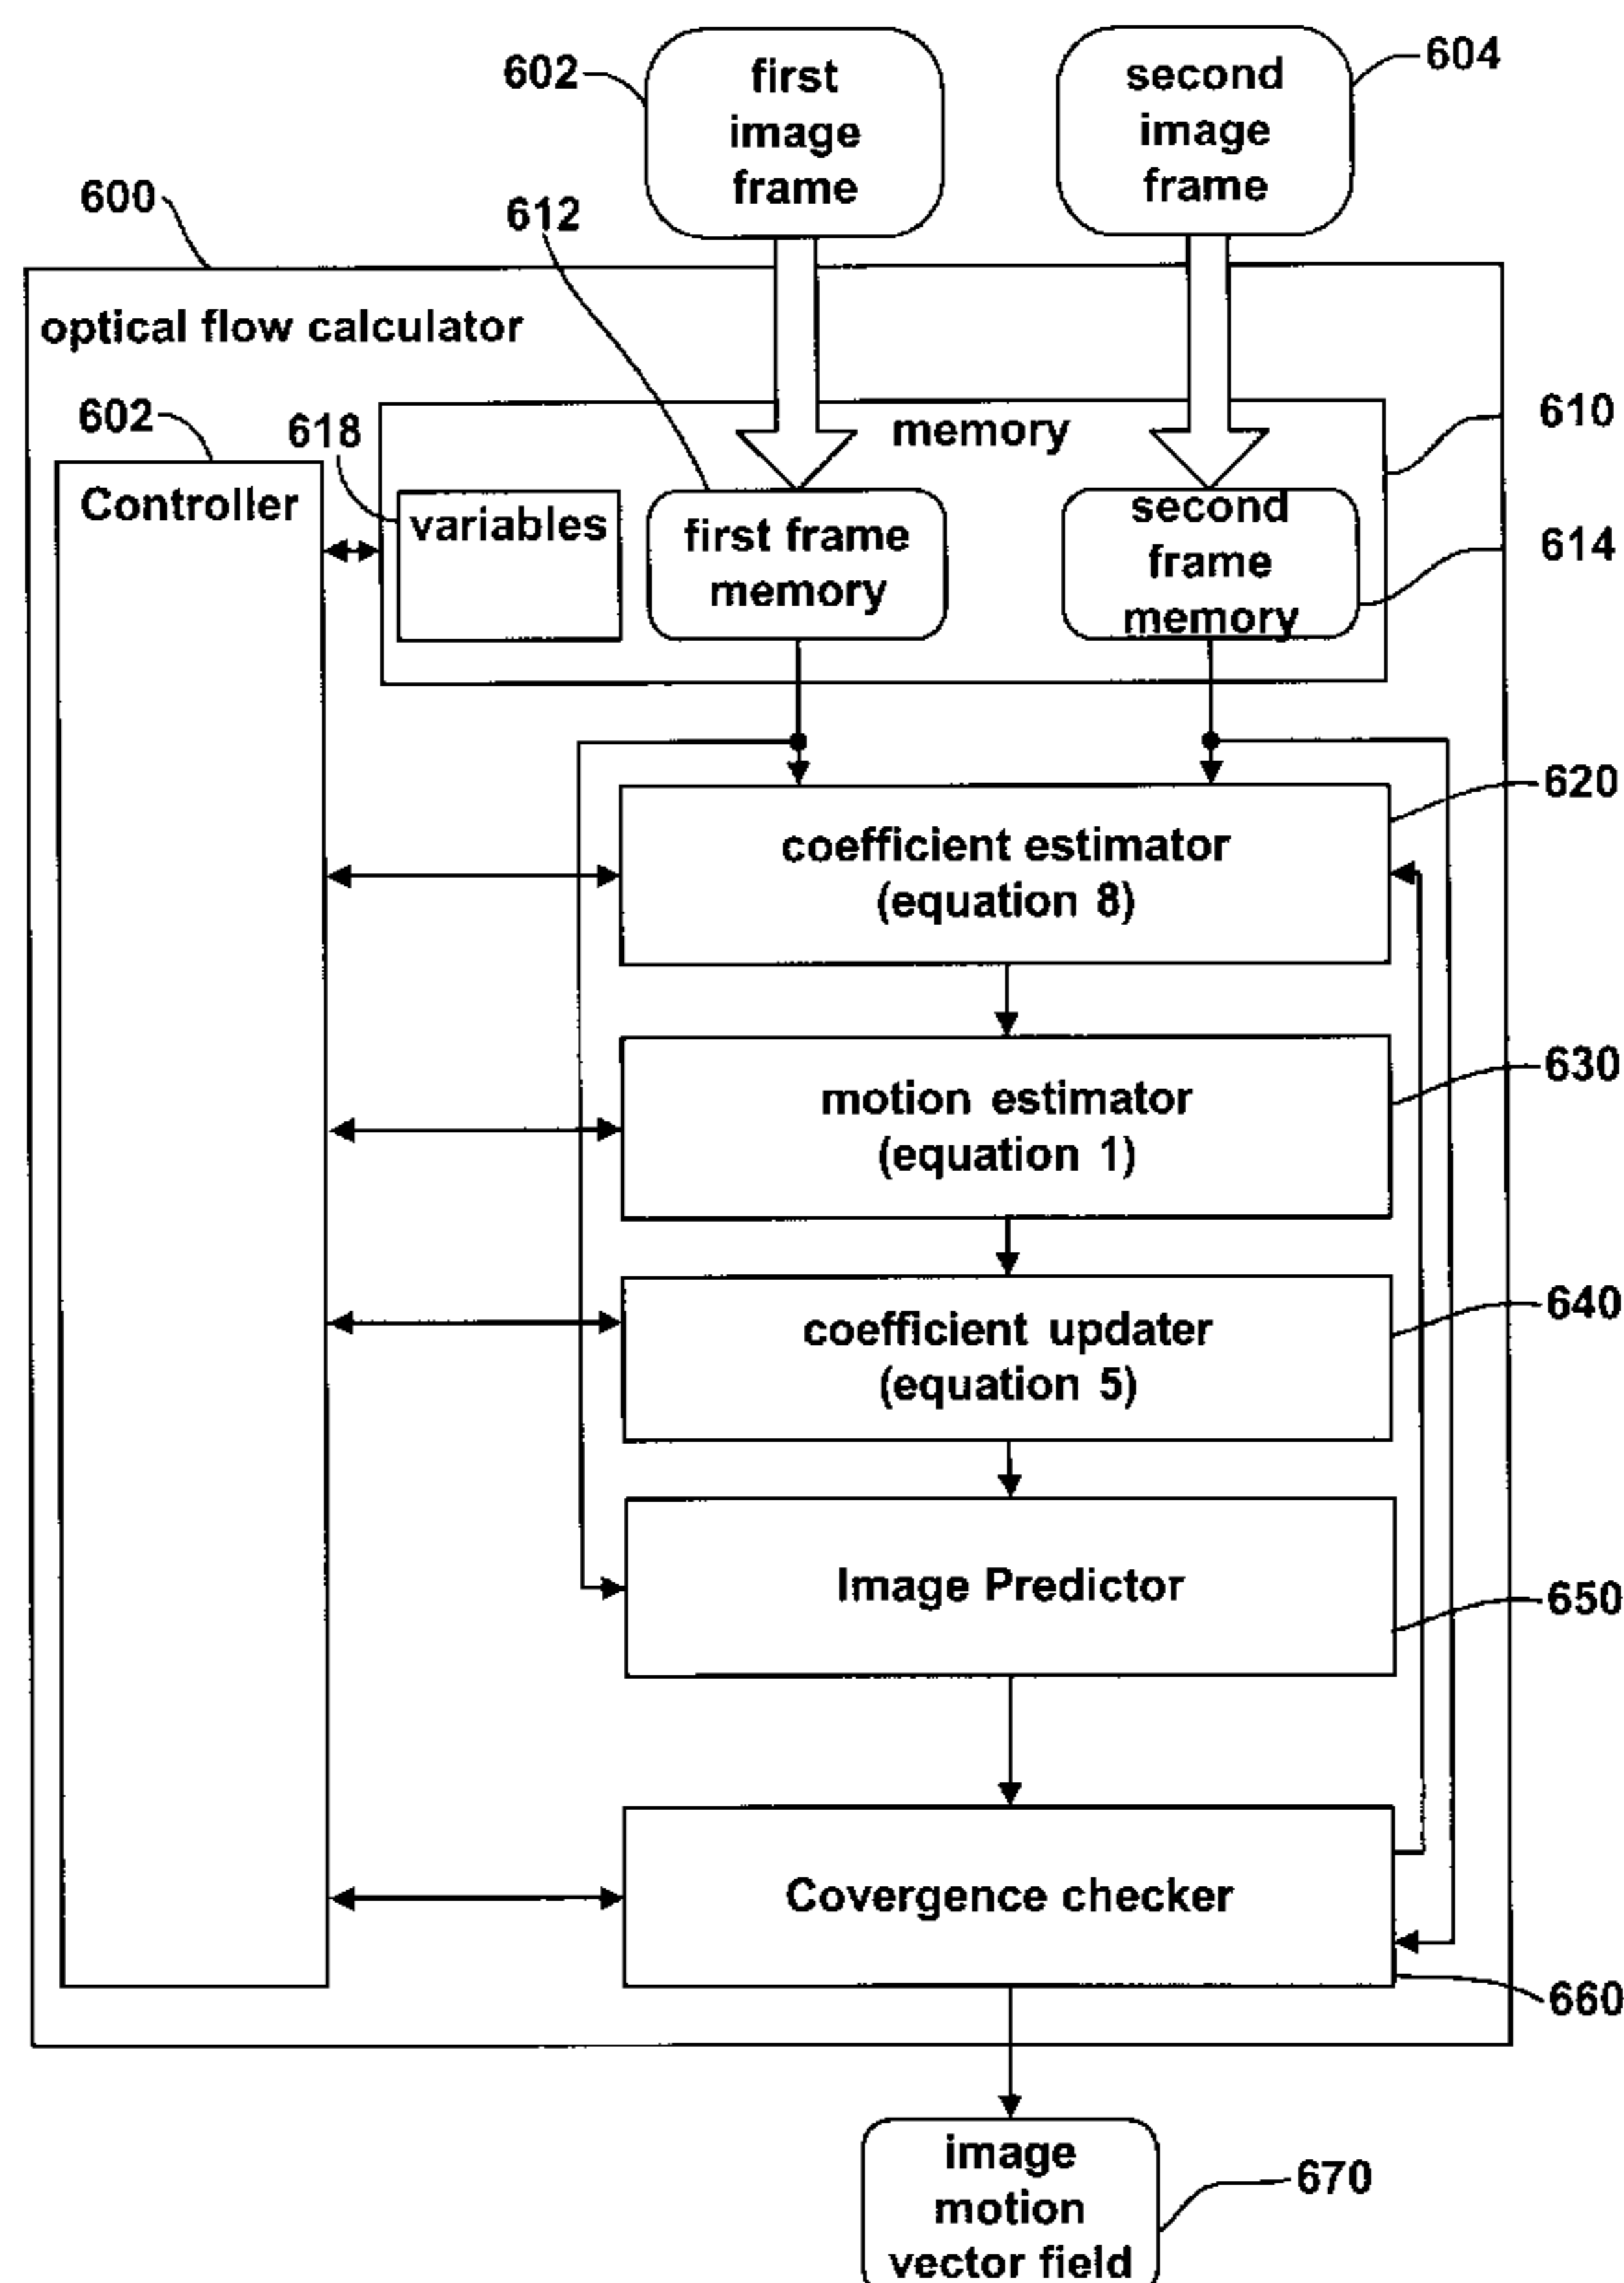 602
first
image
frame
second
image
frame
604
600
612
optical flow calculator
602
618
memory
610
Controller
variables
first frame
memory
second
frame
memory
614
620
coefficient estimator
(equation 8)
630
motion estimator
(equation 1)
640
coefficient updater
(equation 5)
Image Predictor
650
Covergence checker
660
image
motion
vector field
670